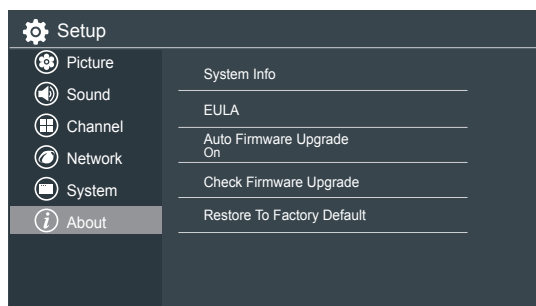 Setup
Picture
Sound
Channel
Network
System
About
System Info
EULA
Auto Firmware Upgrade
On
Check Firmware Upgrade
Restore To Factory Default